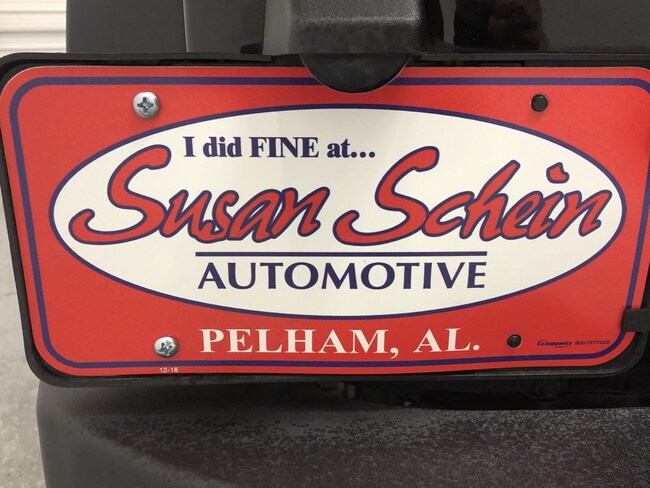 I did FINE at...
Susan Schein
AUTOMOTIVE
PELHAM, AL.
12-18